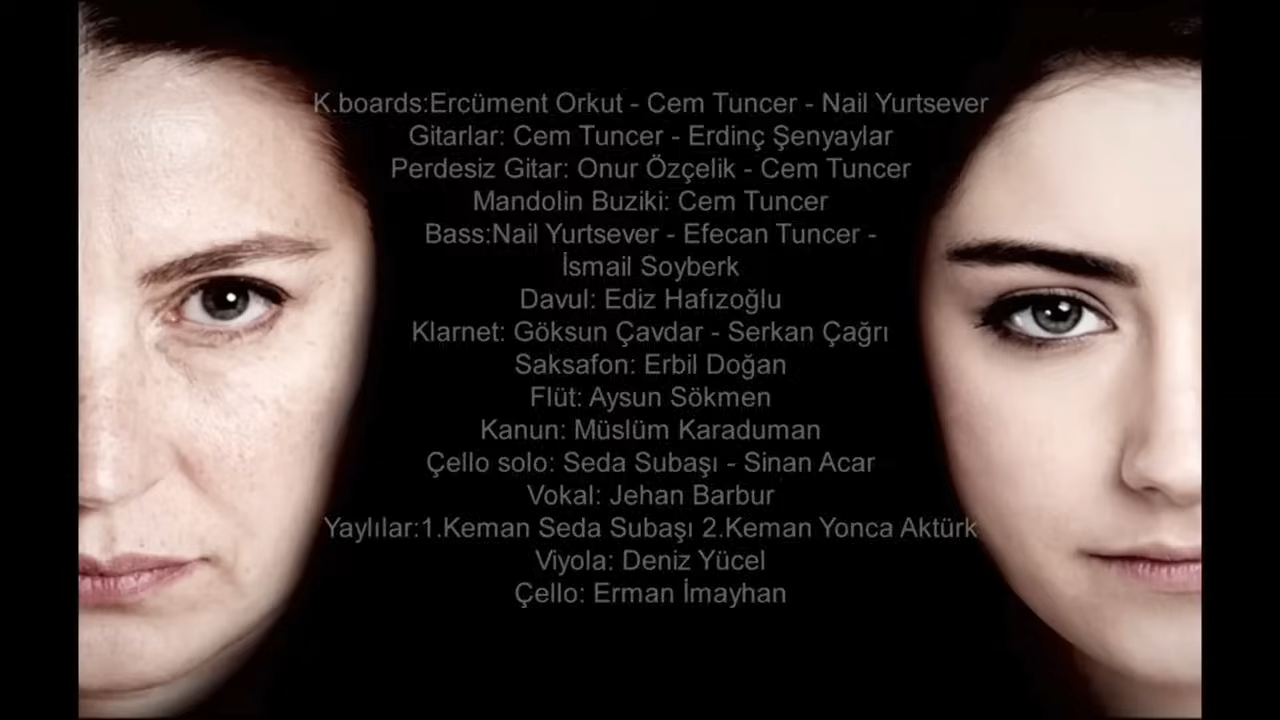 K.boards:Ercüment Orkut - Cem Tuncer - Nail Yurtsever
Gitarlar: Cem Tuncer - Erdinç Şenyaylar
Perdesiz Gitar: Onur Özçelik - Cem Tuncer
Mandolin Buziki: Cem Tuncer
Bass:Nail Yurtsever - Efecan Tuncer -
İsmail Soyberk
Davul: Ediz Hafızoğlu
Klarnet: Göksun Çavdar - Serkan Çağrı
Saksafon: Erbil Doğan
Flüt: Aysun Sökmen
Kanun: Müslüm Karaduman
Çello solo: Seda Subaşı - Sinan Acar
Vokal: Jehan Barbur
Yaylılar:1.Keman Seda Subaşı 2.Keman Yonca Aktürk
Viyola: Deniz Yücel
Çello: Erman İmayhan